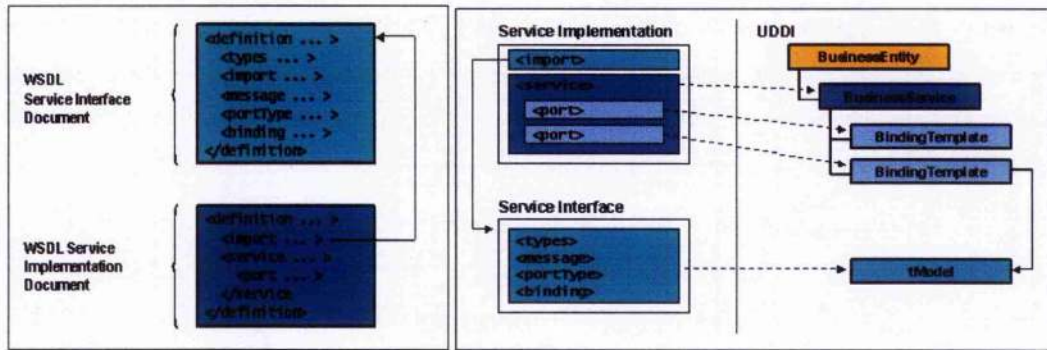 WSDL
Service Interface
Document
<definition ... >
<types ... >
<import ... >
<message ... >
<portType ... >
<binding ... >
</definition>
WSDL Service
Implementation
Document
<definition ... >
<import ... >
<service ... >
<port ... >
</service
</definition>
Service Implementation
<import>
<service>
<port>
<port>
Service Interface
<types>
<message>
<portType>
<binding>
UDDI
BusinessEntity
BusinessService
BindingTemplate
BindingTemplate
tModel